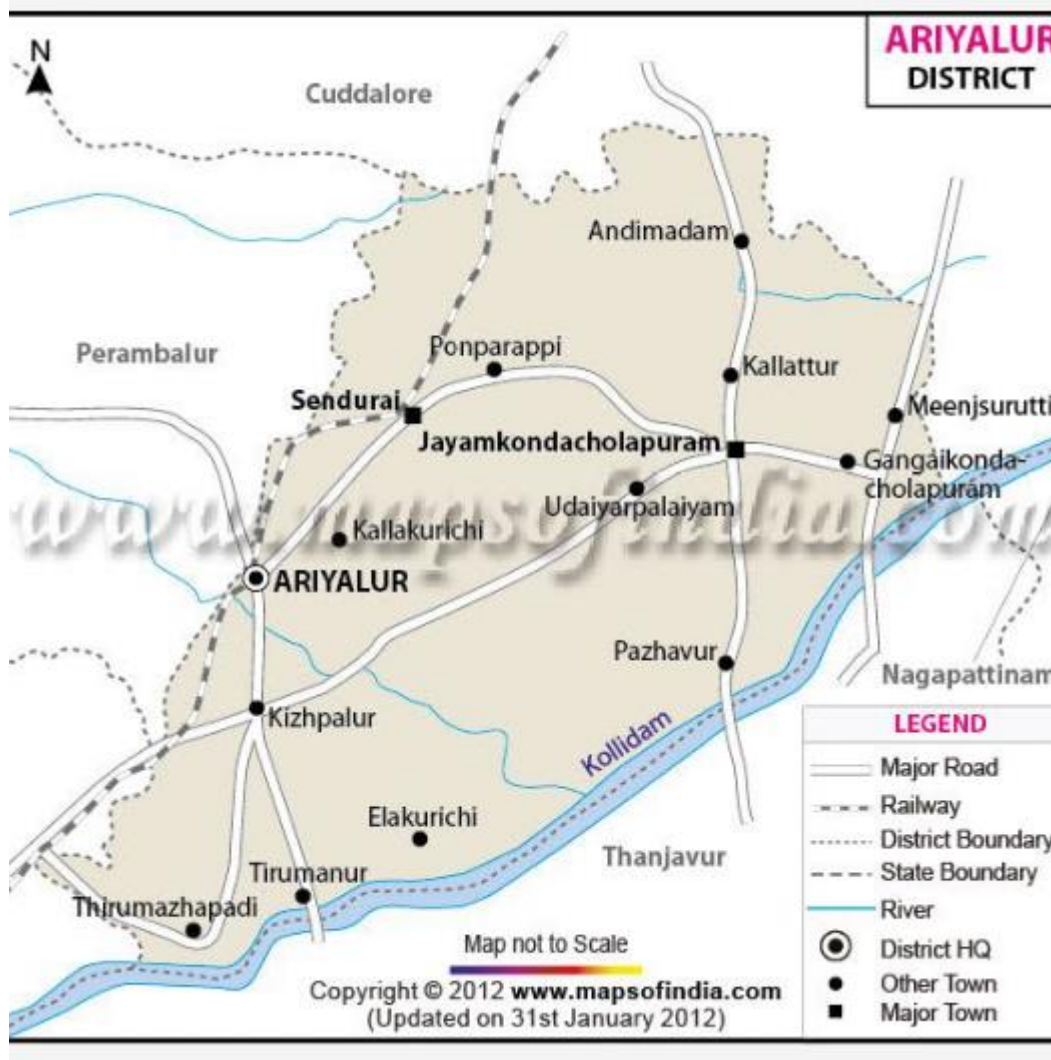 ARIYALUR
DISTRICT
N
Cuddalore
Andimadam
Perambalur
Ponparappi
Kallattur
Sendurai
Meenjsurutti
Jayamkondacholapuram
Gangaikonda-
cholapuram
Udaiyarpalaiyam
www.mapsofindia.com
Kallakurichi
ARIYALUR
Pazhavur
Nagapattinam
Kizhpalur
Kollidam
LEGEND
Major Road
Railway
District Boundary
State Boundary
River
District HQ
Other Town
Major Town
Elakurichi
Thanjavur
Tirumanur
Thirumazhapadi
Map not to Scale
Copyright © 2012 www.mapsofindia.com
(Updated on 31st January 2012)